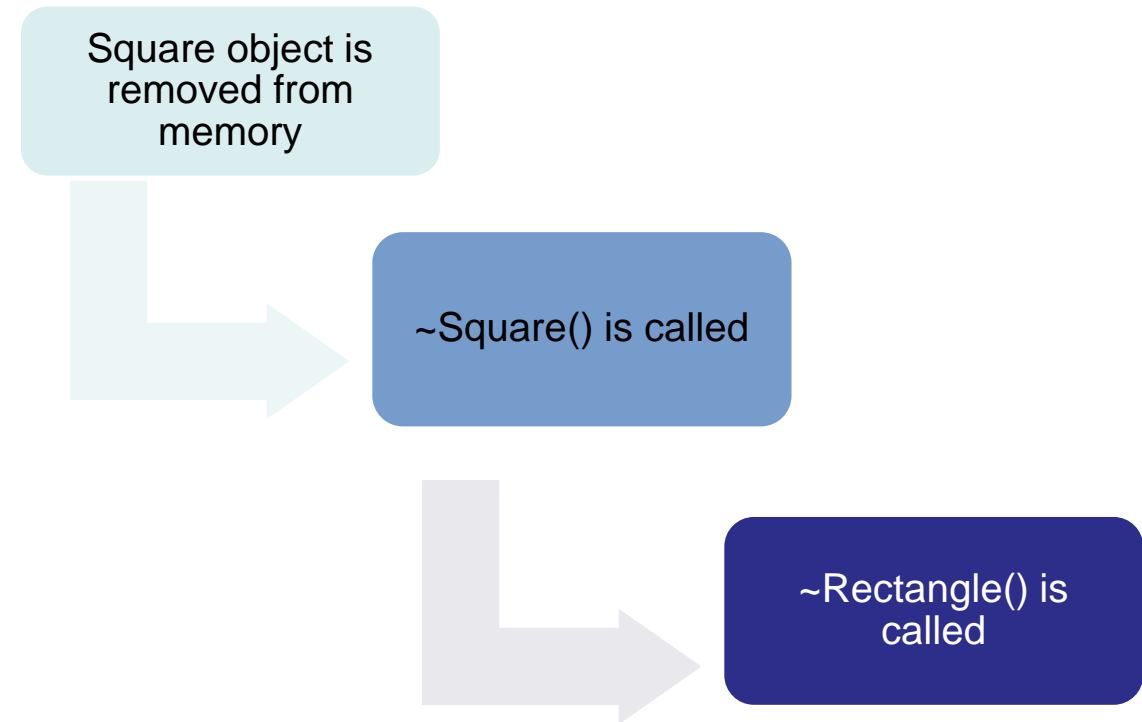 Square object is
removed from
memory
~Square() is called
~Rectangle() is
called